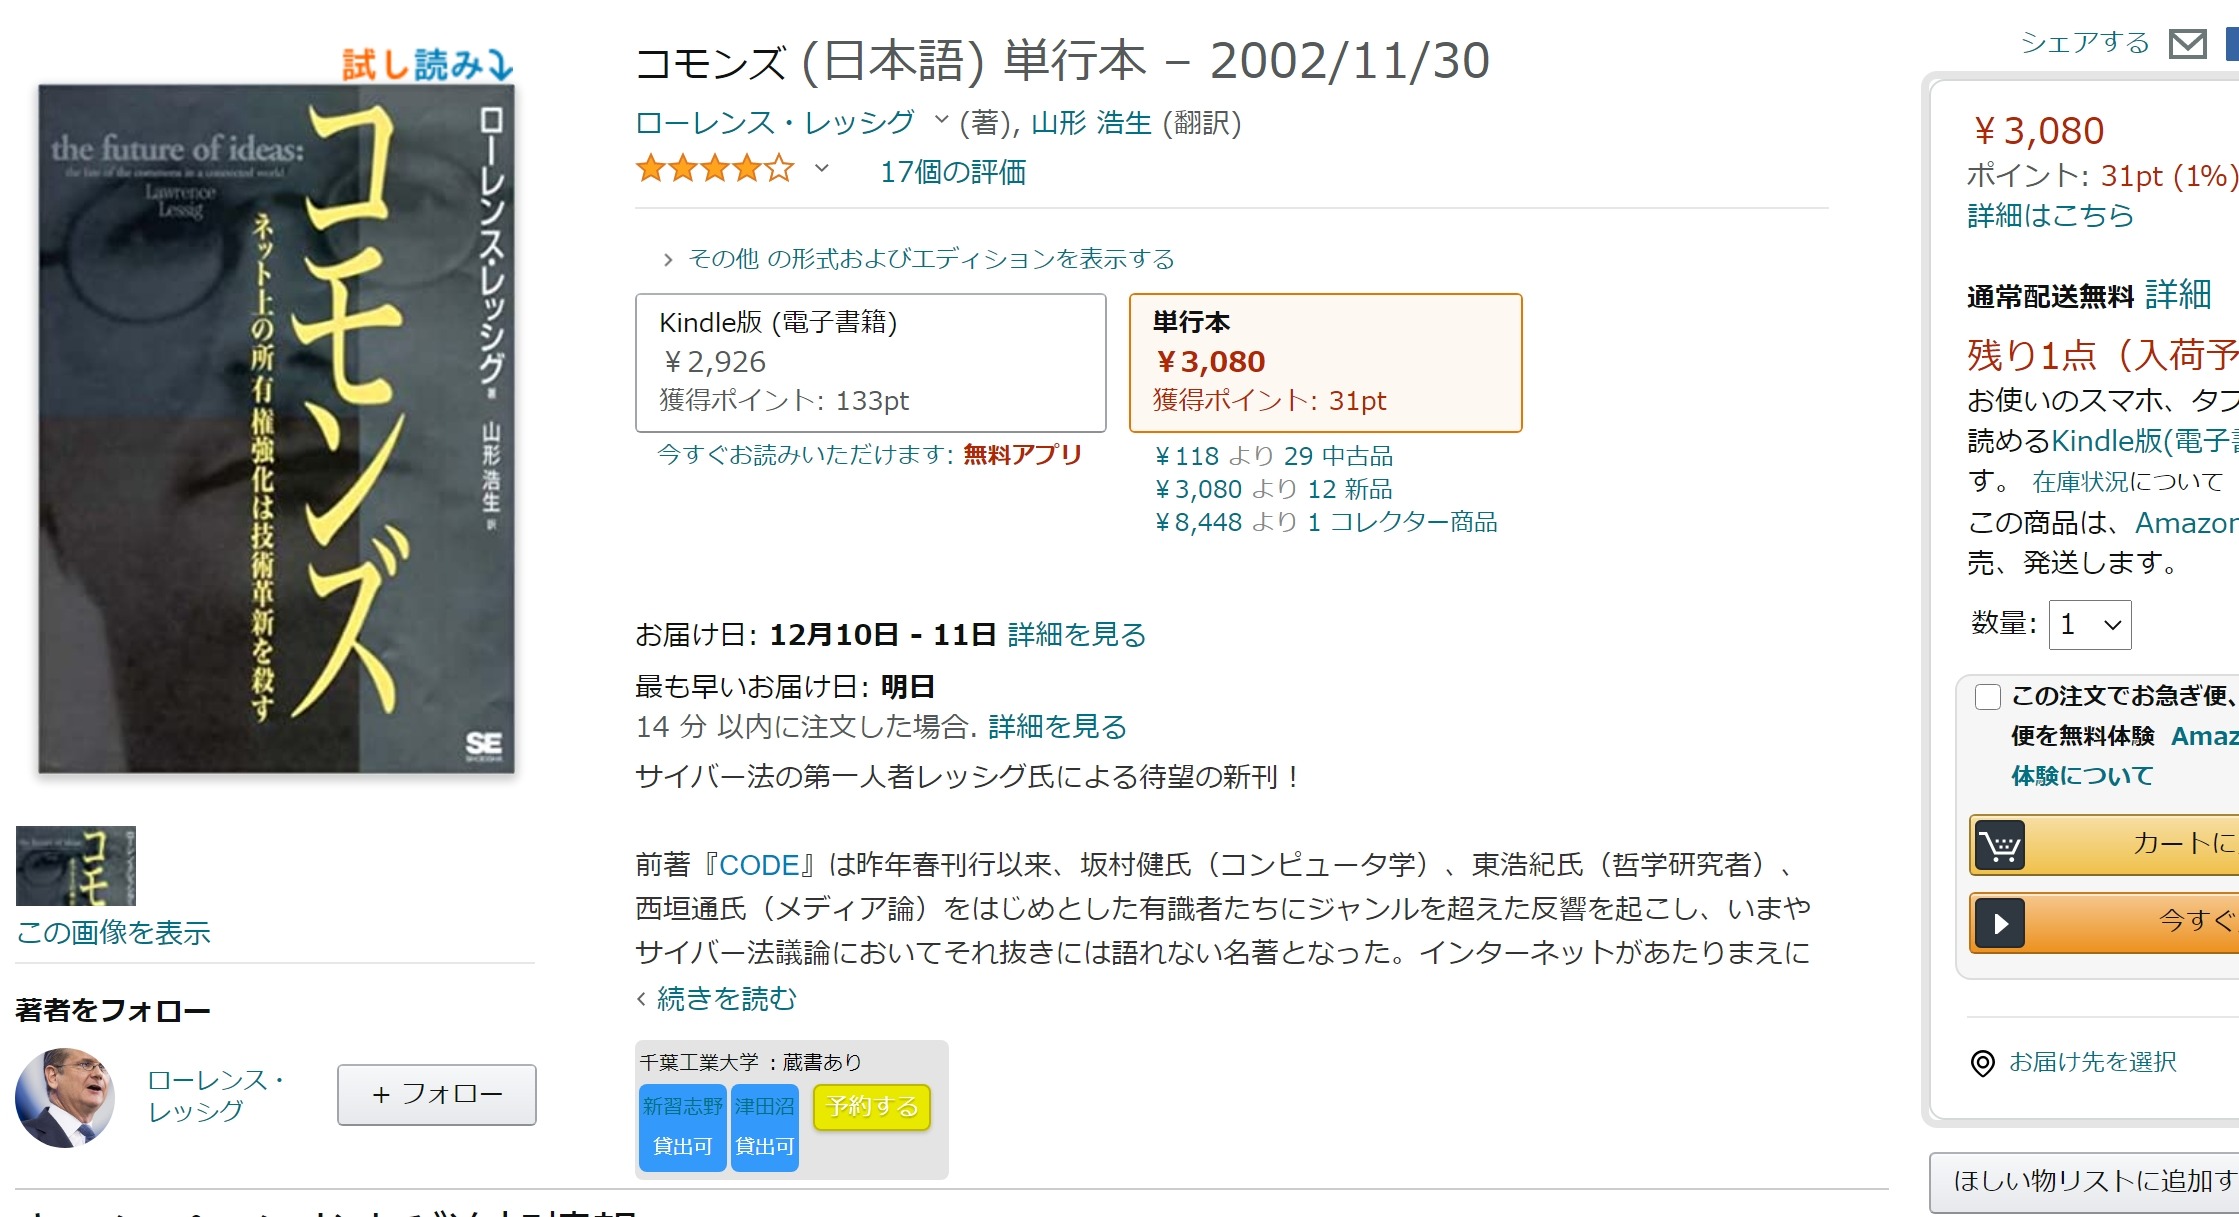 試し読み
the future of ideas:
the fate of the commons in a connected world
Lawrence
Lessig
コモンズ
ネット上の所有権強化は技術革新を殺す
ローレンス・レッシグ 著
山形浩生 訳
SE
SHOEISHA
この画像を表示
著者をフォロー
ローレンス・
レッシグ
+ フォロー
コモンズ (日本語) 単行本 – 2002/11/30
ローレンス・レッシグ (著), 山形 浩生 (翻訳)
17個の評価
› その他 の形式およびエディションを表示する
Kindle版 (電子書籍)
￥2,926
獲得ポイント: 133pt
今すぐお読みいただけます: 無料アプリ
単行本
￥3,080
獲得ポイント: 31pt
￥118 より 29 中古品
￥3,080 より 12 新品
￥8,448 より 1 コレクター商品
お届け日: 12月10日 - 11日 詳細を見る
最も早いお届け日: 明日
14 分 以内に注文した場合. 詳細を見る
サイバー法の第一人者レッシグ氏による待望の新刊！
前著『CODE』は昨年春刊行以来、坂村健氏（コンピュータ学）、東浩紀氏（哲学研究者）、
西垣通氏（メディア論）をはじめとした有識者たちにジャンルを超えた反響を起こし、いまや
サイバー法議論においてそれ抜きには語れない名著となった。インターネットがあたりまえに
‹ 続きを読む
千葉工業大学 : 蔵書あり
新習志野
貸出可
津田沼
貸出可
予約する
シェアする
￥3,080
ポイント: 31pt (1%)
詳細はこちら
通常配送無料 詳細
残り1点（入荷予
お使いのスマホ、タブ
読めるKindle版(電子書
す。 在庫状況について
この商品は、Amazon
売、発送します。
数量: 1
この注文でお急ぎ便、
便を無料体験 Amaz
体験について
カートに
今すぐ
お届け先を選択
ほしい物リストに追加す